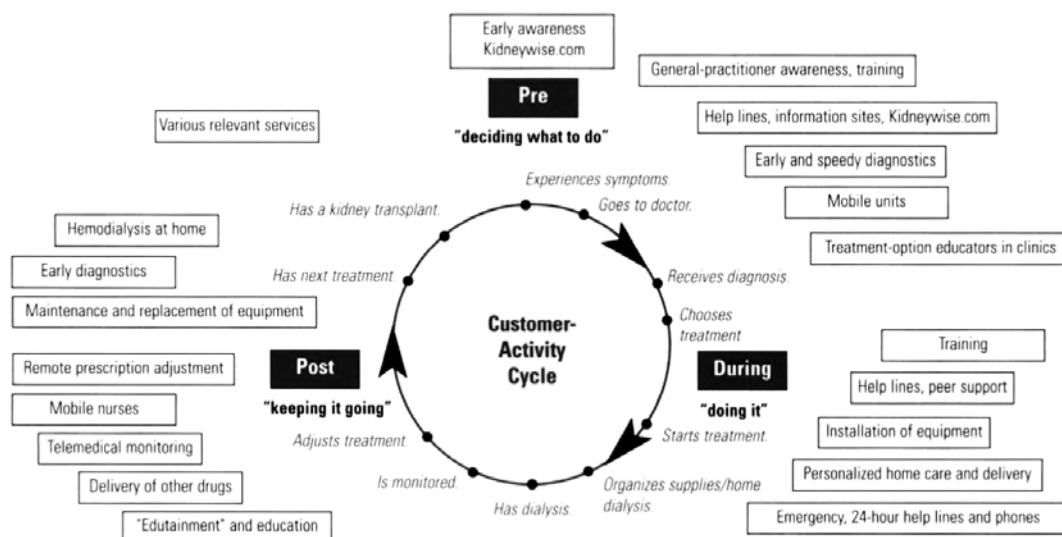 Early awareness
Kidneywise.com
Pre
"deciding what to do"
General-practitioner awareness, training
Help lines, information sites, Kidneywise.com
Early and speedy diagnostics
Mobile units
Treatment-option educators in clinics
Various relevant services
Experiences symptoms.
Goes to doctor.
Receives diagnosis.
Chooses
treatment
Customer-
Activity
Cycle
During
"doing it"
Starts treatment.
Organizes supplies/home
dialysis.
Has dialysis.
Is monitored.
Adjusts treatment.
Has next treatment.
Has a kidney transplant.
Training
Help lines, peer support
Installation of equipment
Personalized home care and delivery
Emergency, 24-hour help lines and phones
Post
"keeping it going"
Hemodialysis at home
Early diagnostics
Maintenance and replacement of equipment
Remote prescription adjustment
Mobile nurses
Telemedical monitoring
Delivery of other drugs
"Edutainment" and education